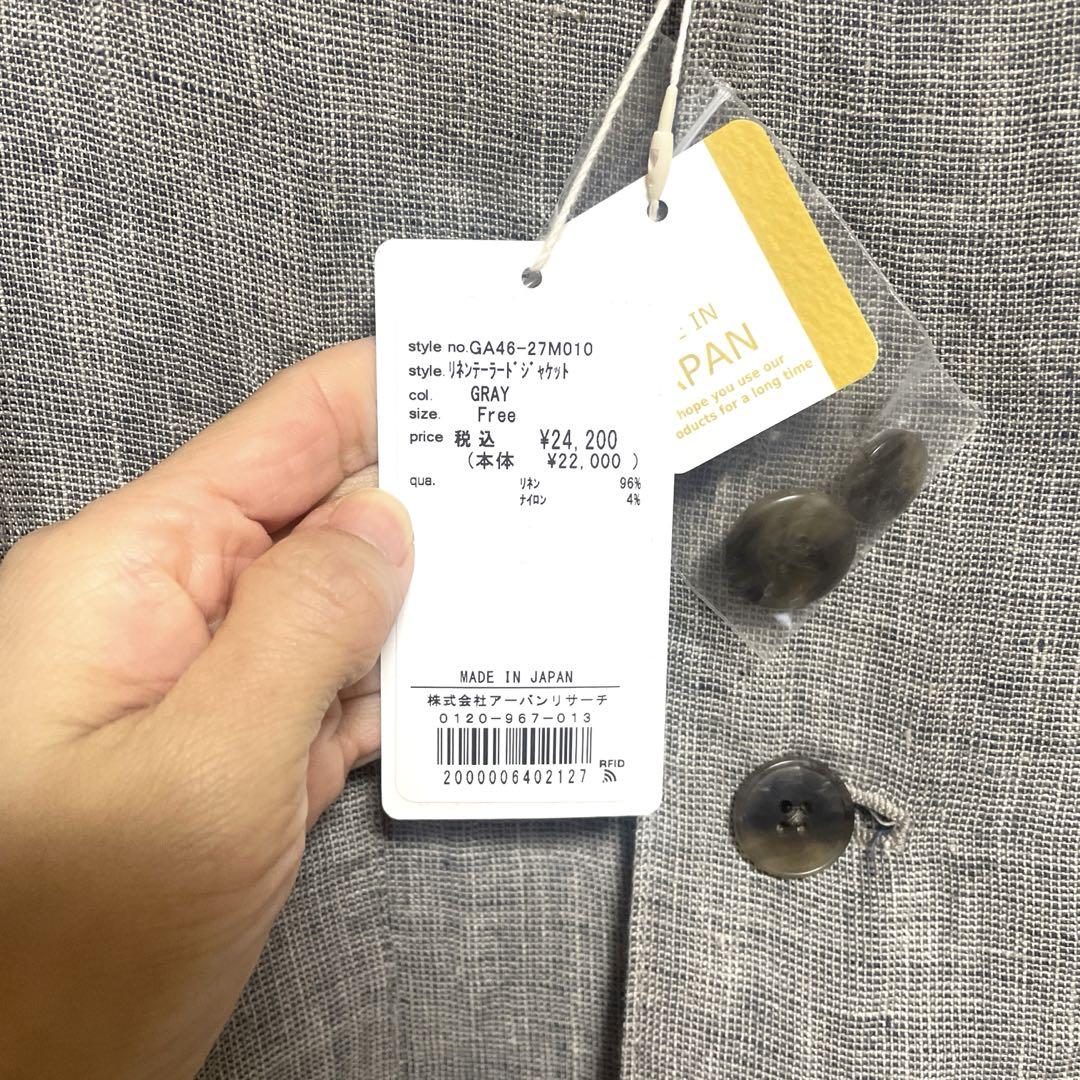 style no.GA46-27M010
style.ﾘﾈﾝﾃｰﾗｰﾄﾞｼﾞｬｹｯﾄ
col. GRAY
size. Free
price 税込 ¥24,200
(本体 ¥22,000 )
qua. ﾘﾈﾝ 96%
ﾅｲﾛﾝ 4%
MADE IN JAPAN
株式会社アーバンリサーチ
0120-967-013
RFID
2000006402127
IN
hope you use our
for a long time